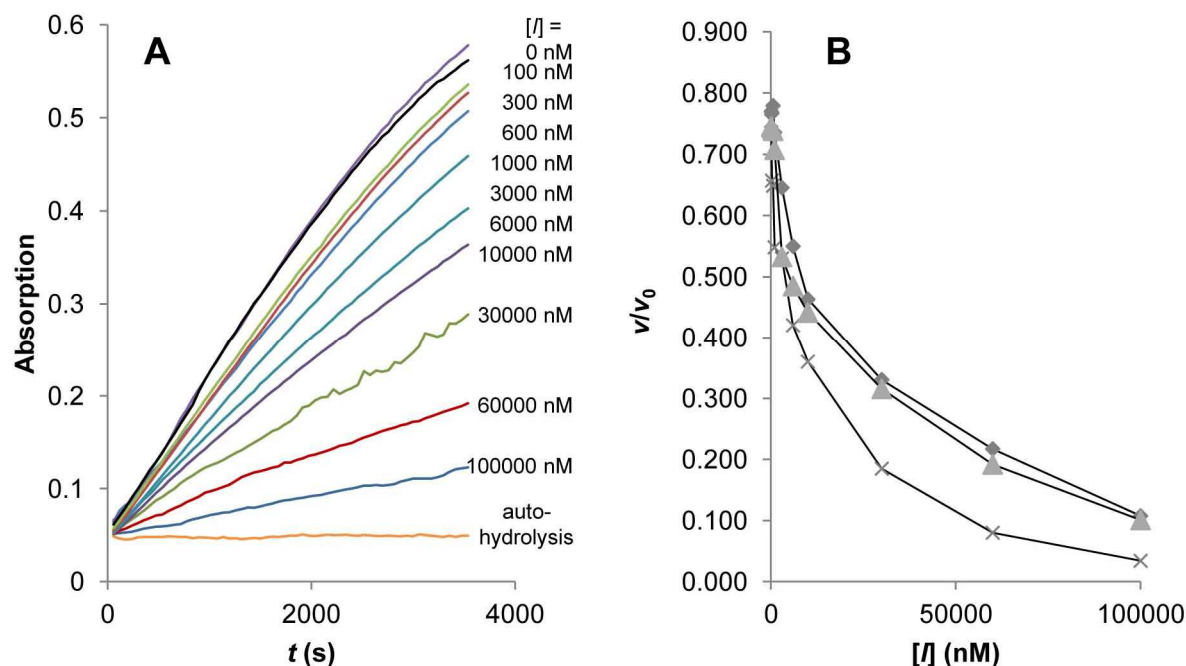 A
Absorption
0.6
0.5
0.4
0.3
0.2
0.1
0
0
2000
4000
t (s)
[I] =
0 nM
100 nM
300 nM
600 nM
1000 nM
3000 nM
6000 nM
10000 nM
30000 nM
60000 nM
100000 nM
auto-
hydrolysis
B
v/v₀
0.900
0.800
0.700
0.600
0.500
0.400
0.300
0.200
0.100
0.000
0
50000
100000
[I] (nM)